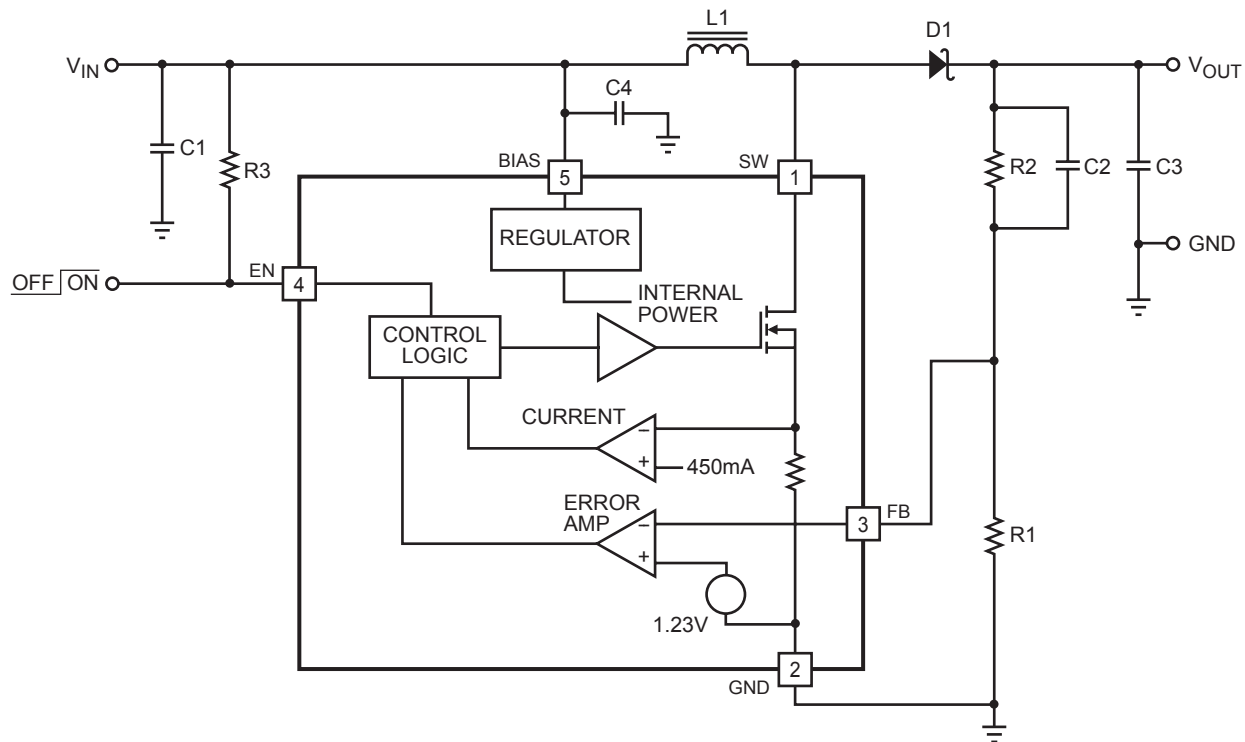 L1
D1
VIN
VOUT
C4
C1
R3
BIAS
SW
5
1
R2
C2
C3
REGULATOR
GND
EN
OFF ON
4
INTERNAL
POWER
CONTROL
LOGIC
CURRENT
−
+
450mA
ERROR
AMP
−
+
3
FB
R1
1.23V
2
GND